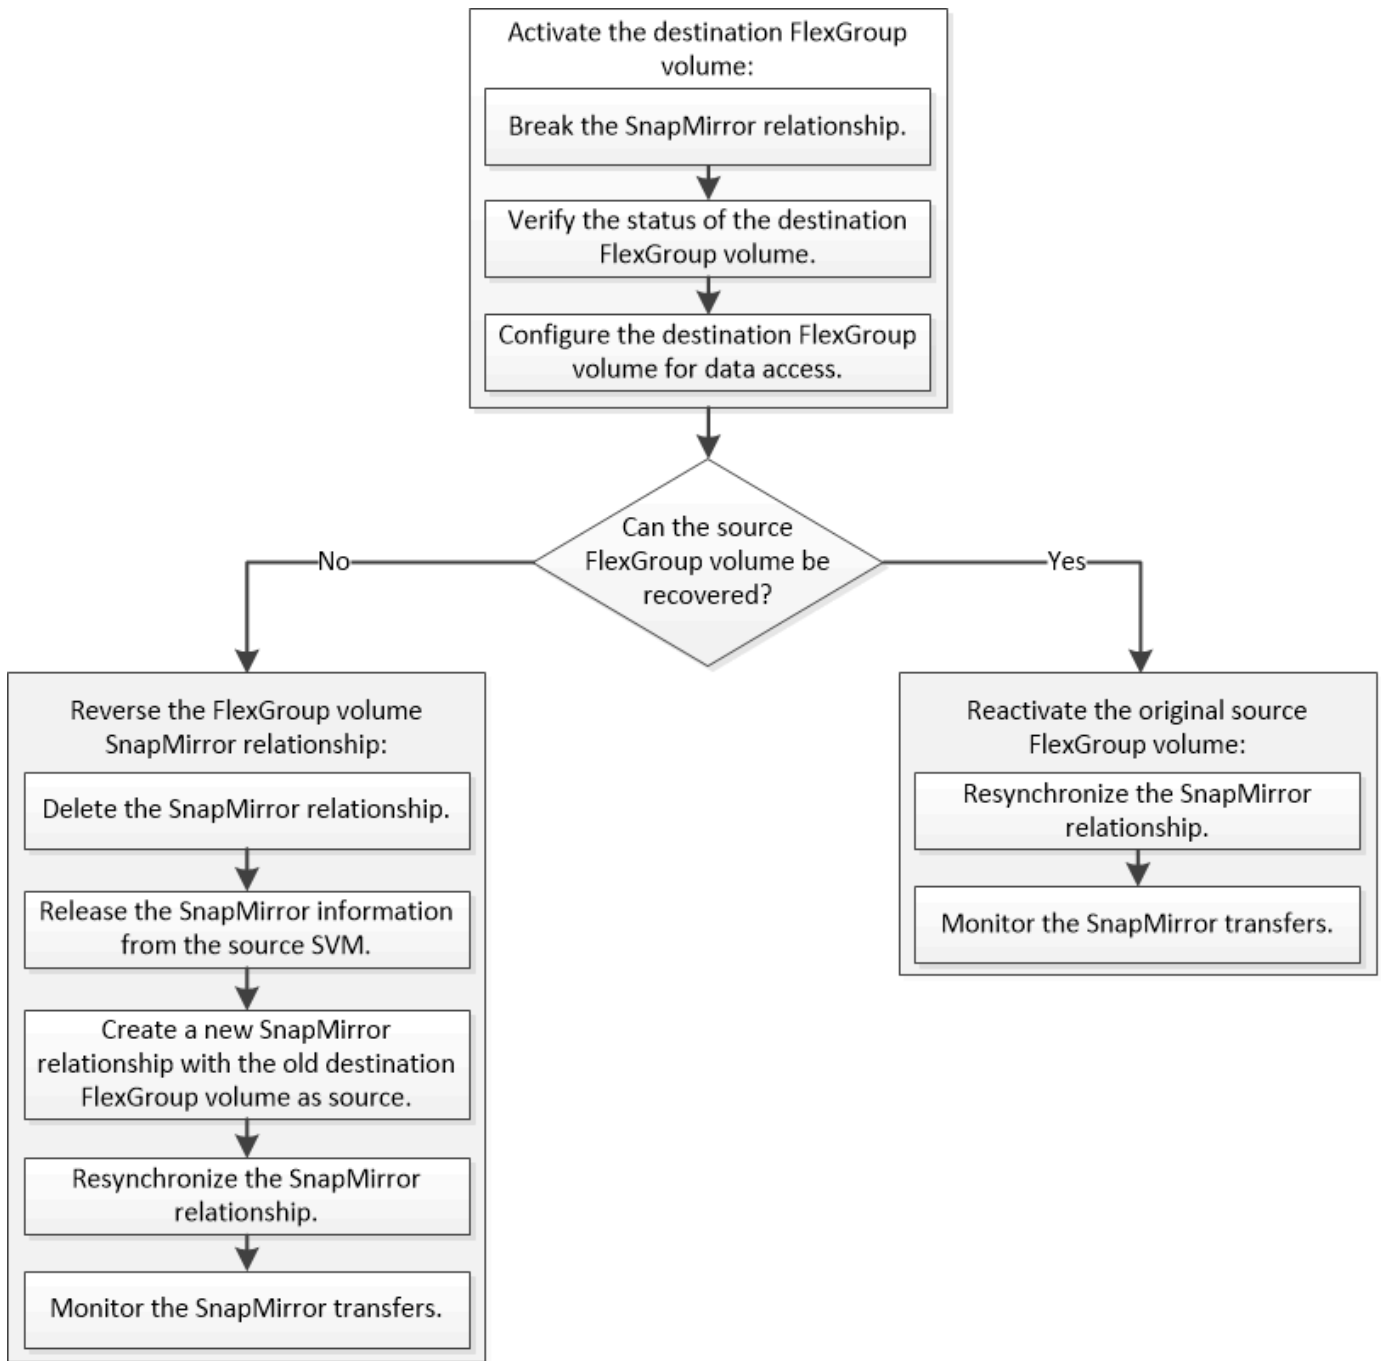 Activate the destination FlexGroup
volume:
Break the SnapMirror relationship.
Verify the status of the destination
FlexGroup volume.
Configure the destination FlexGroup
volume for data access.
Can the source
FlexGroup volume be
recovered?
No
Yes
Reverse the FlexGroup volume
SnapMirror relationship:
Delete the SnapMirror relationship.
Release the SnapMirror information
from the source SVM.
Create a new SnapMirror
relationship with the old destination
FlexGroup volume as source.
Resynchronize the SnapMirror
relationship.
Monitor the SnapMirror transfers.
Reactivate the original source
FlexGroup volume:
Resynchronize the SnapMirror
relationship.
Monitor the SnapMirror transfers.